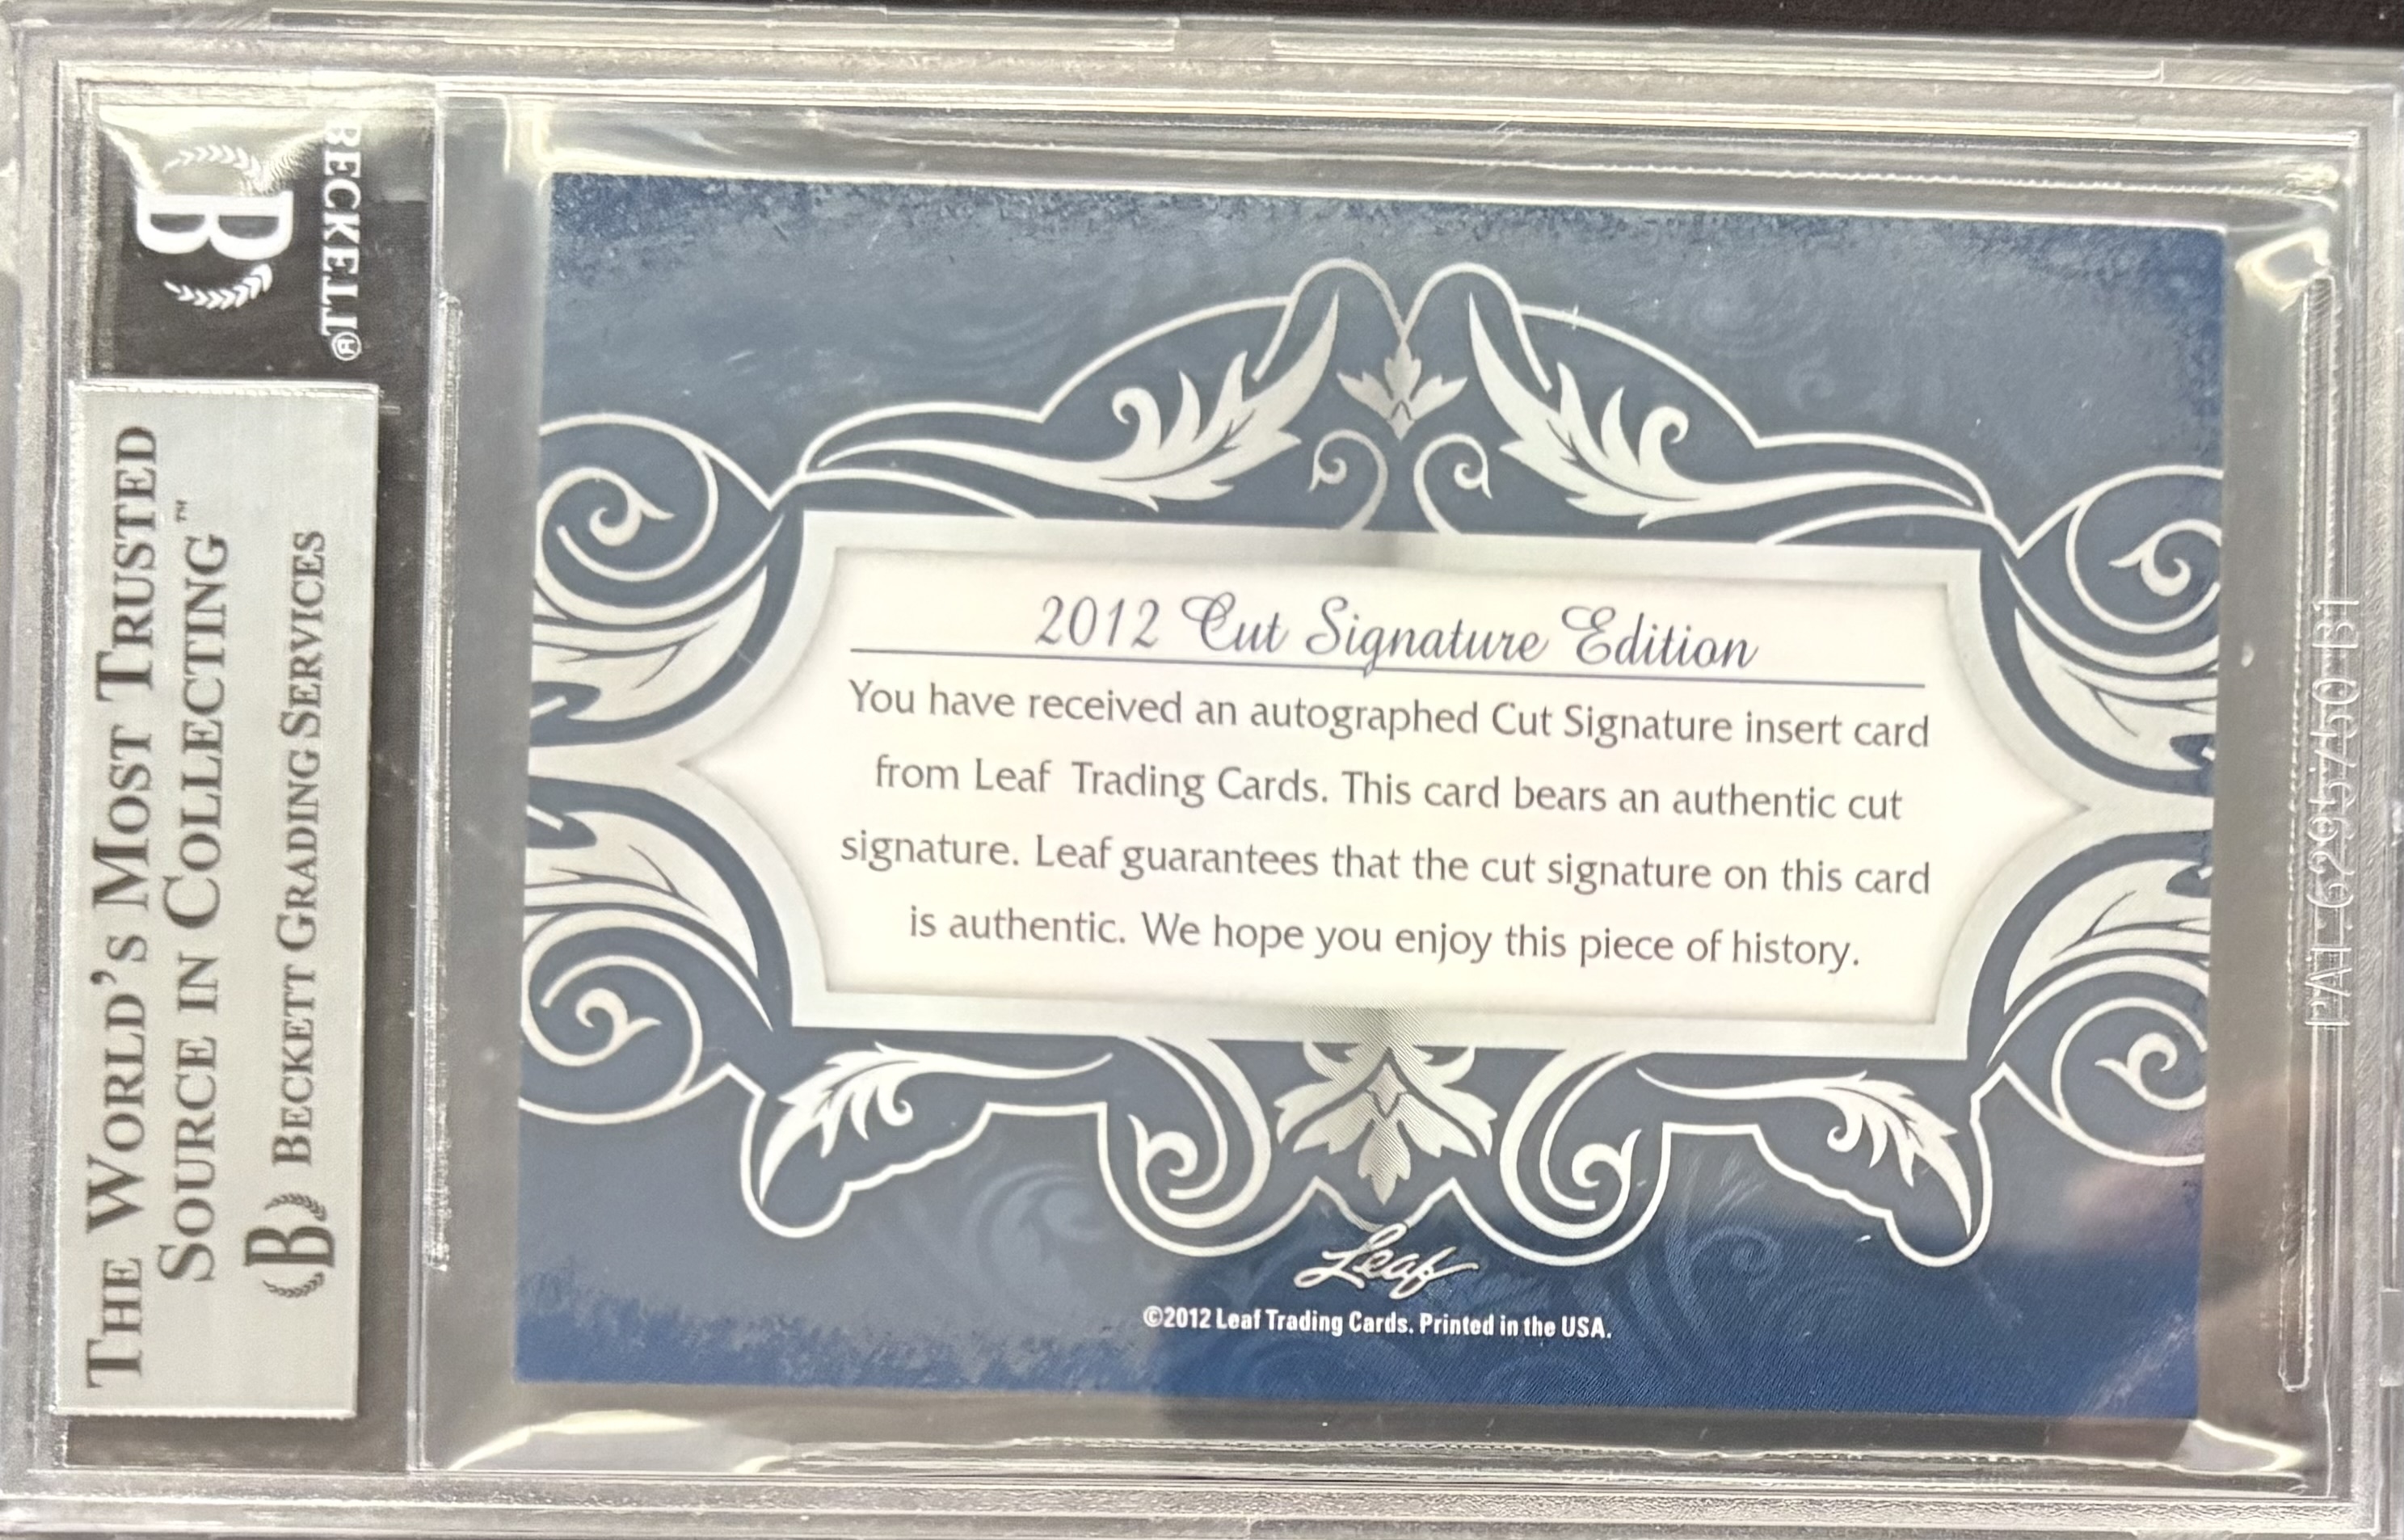 BECKETT®
B
THE WORLD'S MOST TRUSTED
SOURCE IN COLLECTING™
B BECKETT GRADING SERVICES
2012 Cut Signature Edition
You have received an autographed Cut Signature insert card
from Leaf Trading Cards. This card bears an authentic cut
signature. Leaf guarantees that the cut signature on this card
is authentic. We hope you enjoy this piece of history.
Leaf
©2012 Leaf Trading Cards. Printed in the USA.
PAT. 6295750 B1